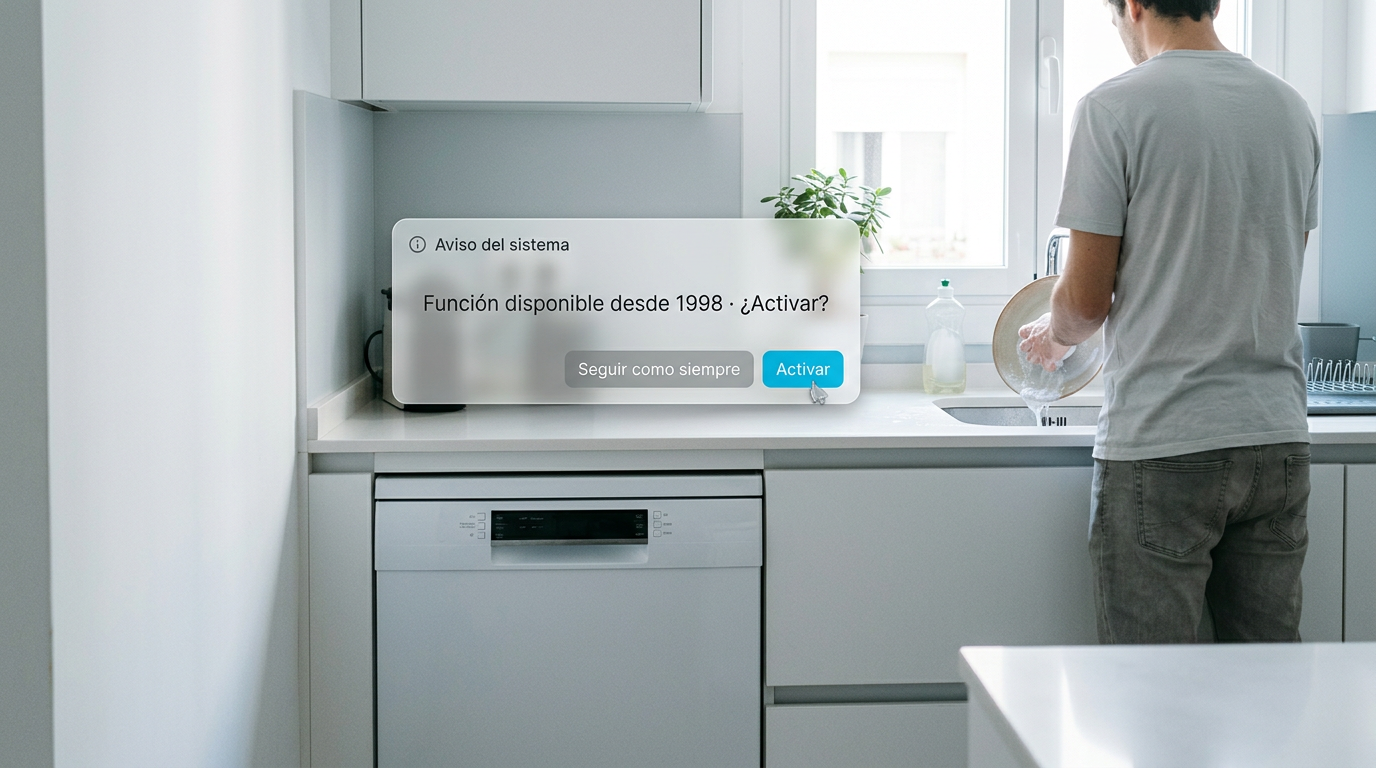 Aviso del sistema
Función disponible desde 1998 · ¿Activar?
Seguir como siempre
Activar